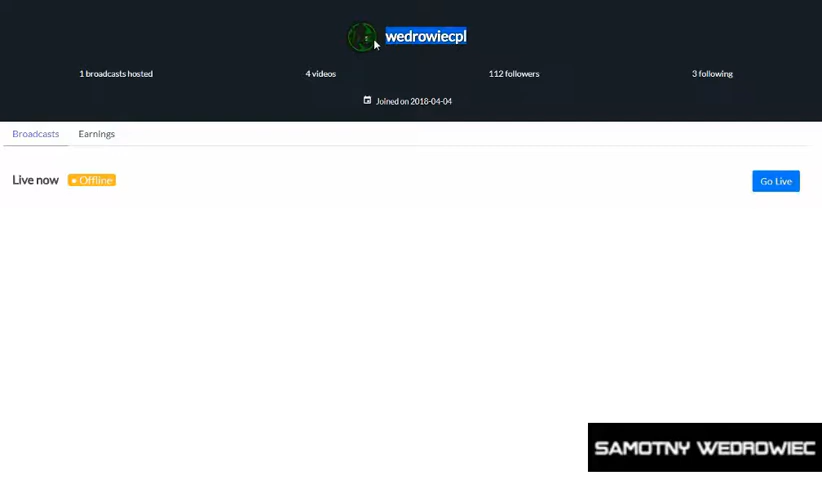 wedrowiecpl
1 broadcasts hosted
4 videos
112 followers
3 following
Joined on 2018-04-04
Broadcasts
Earnings
Live now
Offline
Go Live
SAMOTNY WEDROWIEC